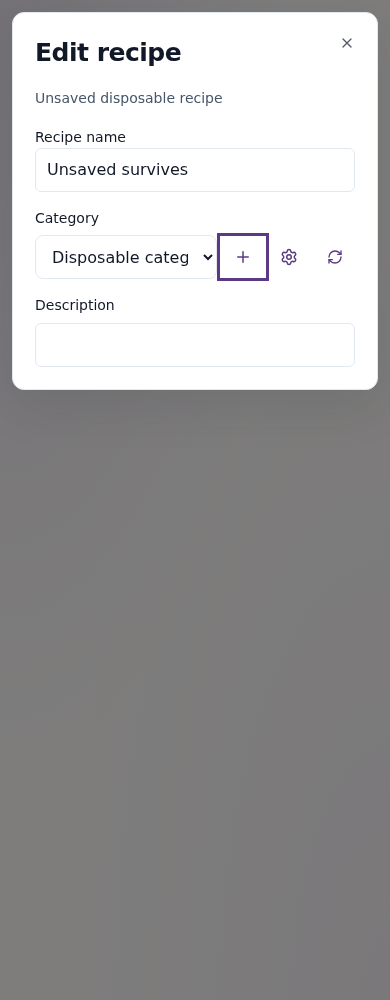 Edit recipe
Unsaved disposable recipe
Recipe name
Unsaved survives
Category
Disposable categ
Description